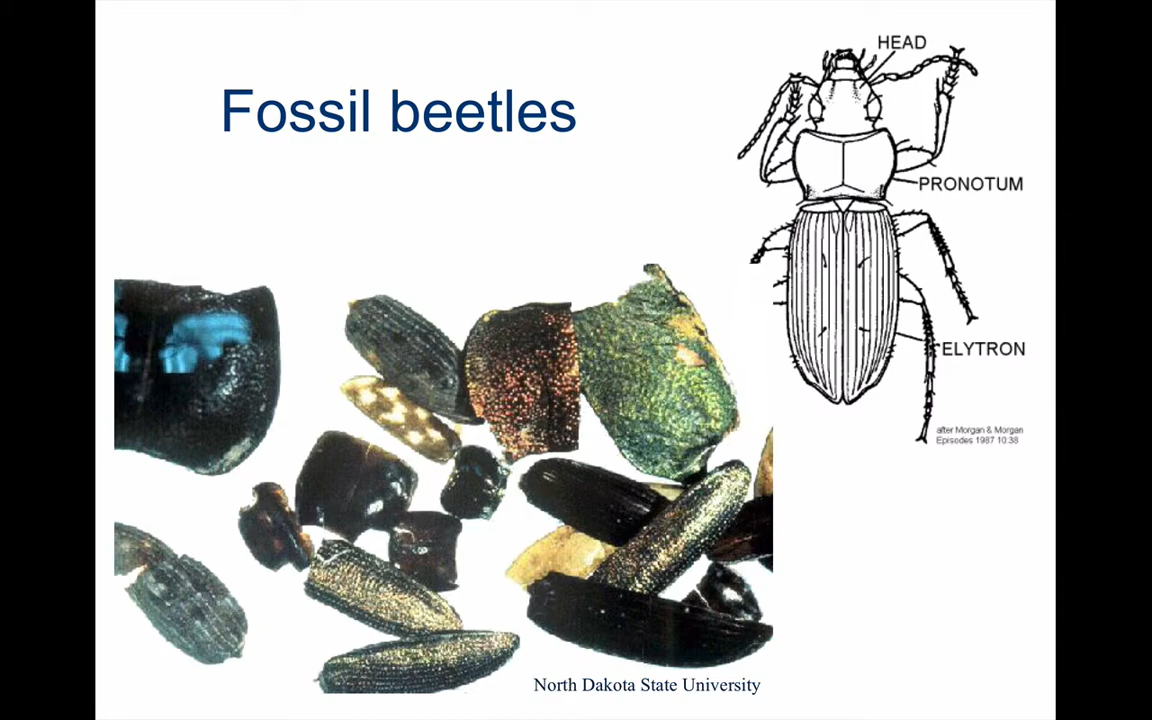 Fossil beetles
HEAD
PRONOTUM
ELYTRON
after Morgan & Morgan
Episodes 1987 10:38
North Dakota State University